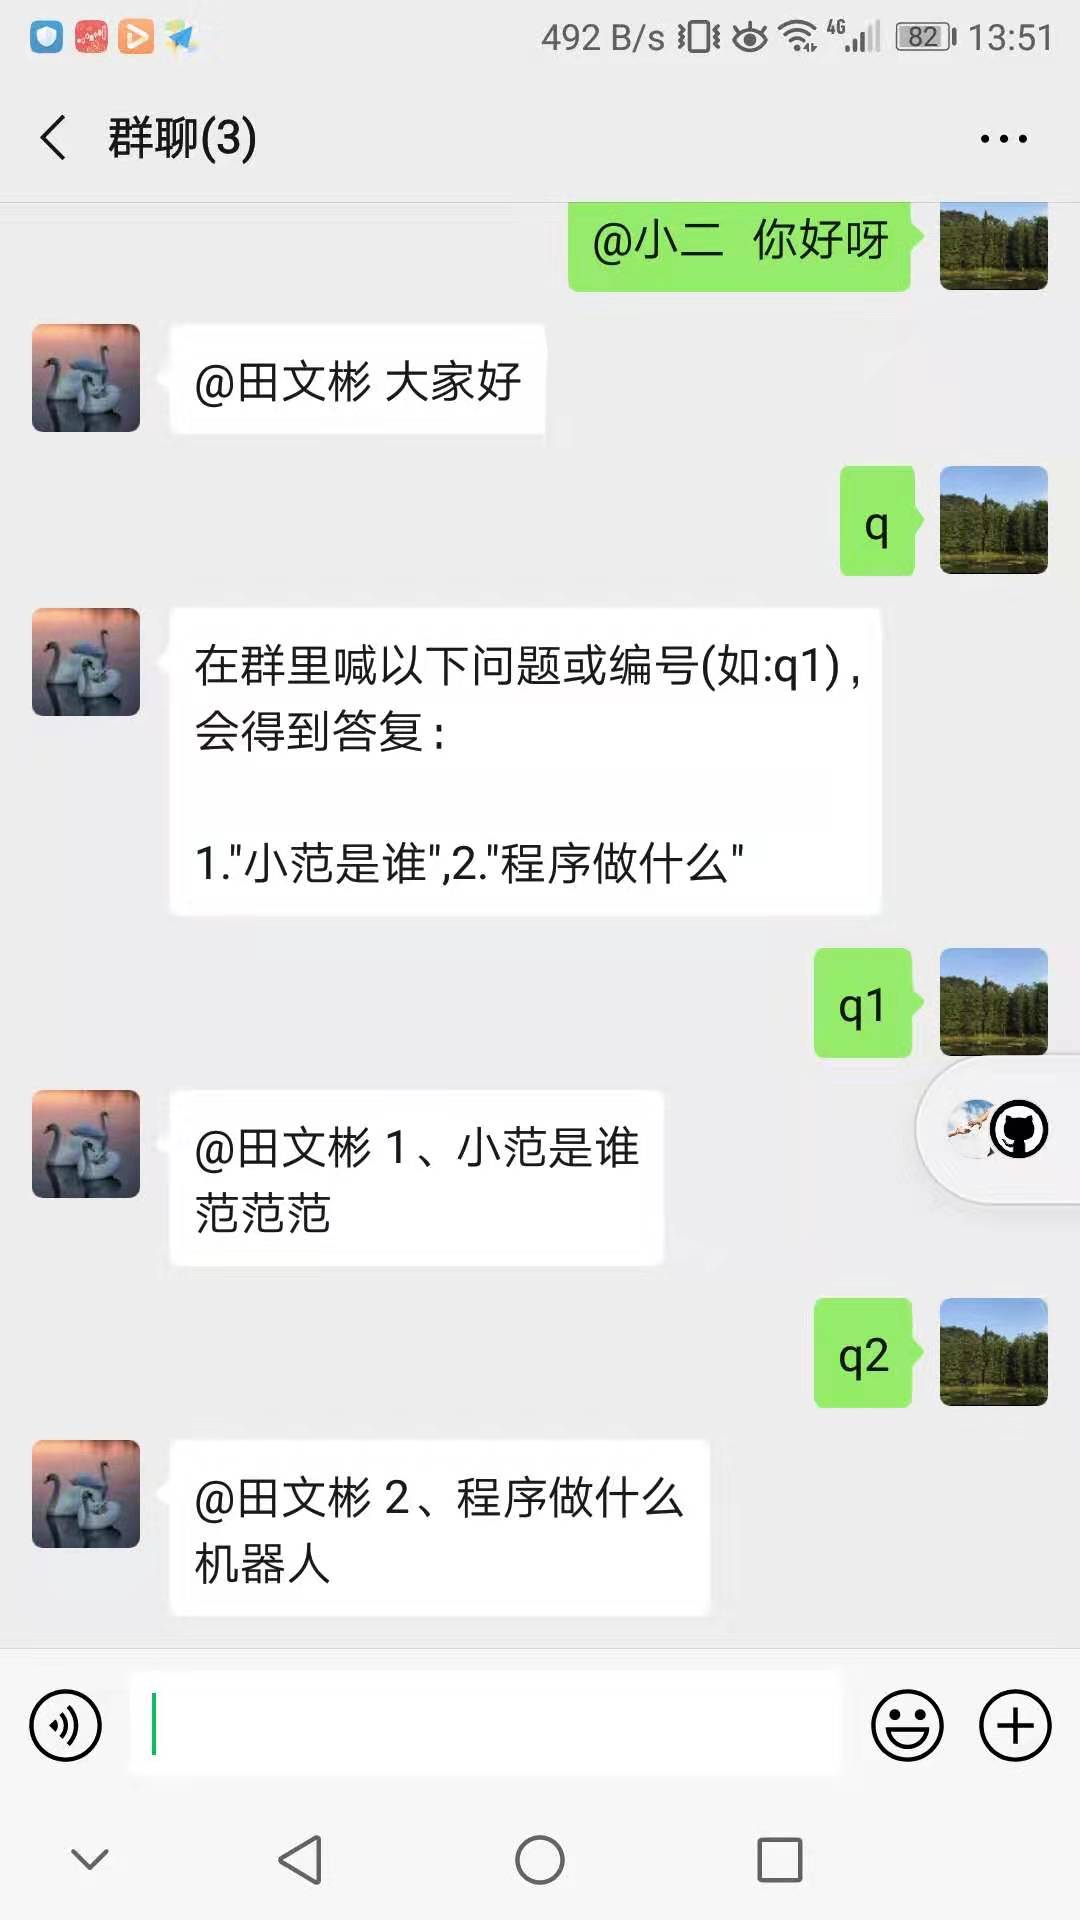 492 B/s 4G 82 13:51
群聊(3)
@小二 你好呀
@田文彬 大家好
q
在群里喊以下问题或编号(如:q1)，
会得到答复：
1."小范是谁",2."程序做什么"
q1
@田文彬 1、小范是谁
范范范
q2
@田文彬 2、程序做什么
机器人